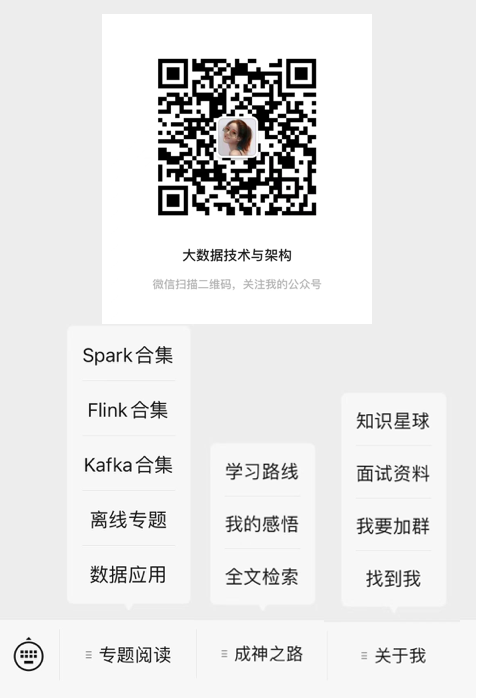 大数据技术与架构
微信扫描二维码，关注我的公众号
Spark合集
Flink合集
Kafka合集
离线专题
数据应用
学习路线
我的感悟
全文检索
知识星球
面试资料
我要加群
找到我
专题阅读
成神之路
关于我